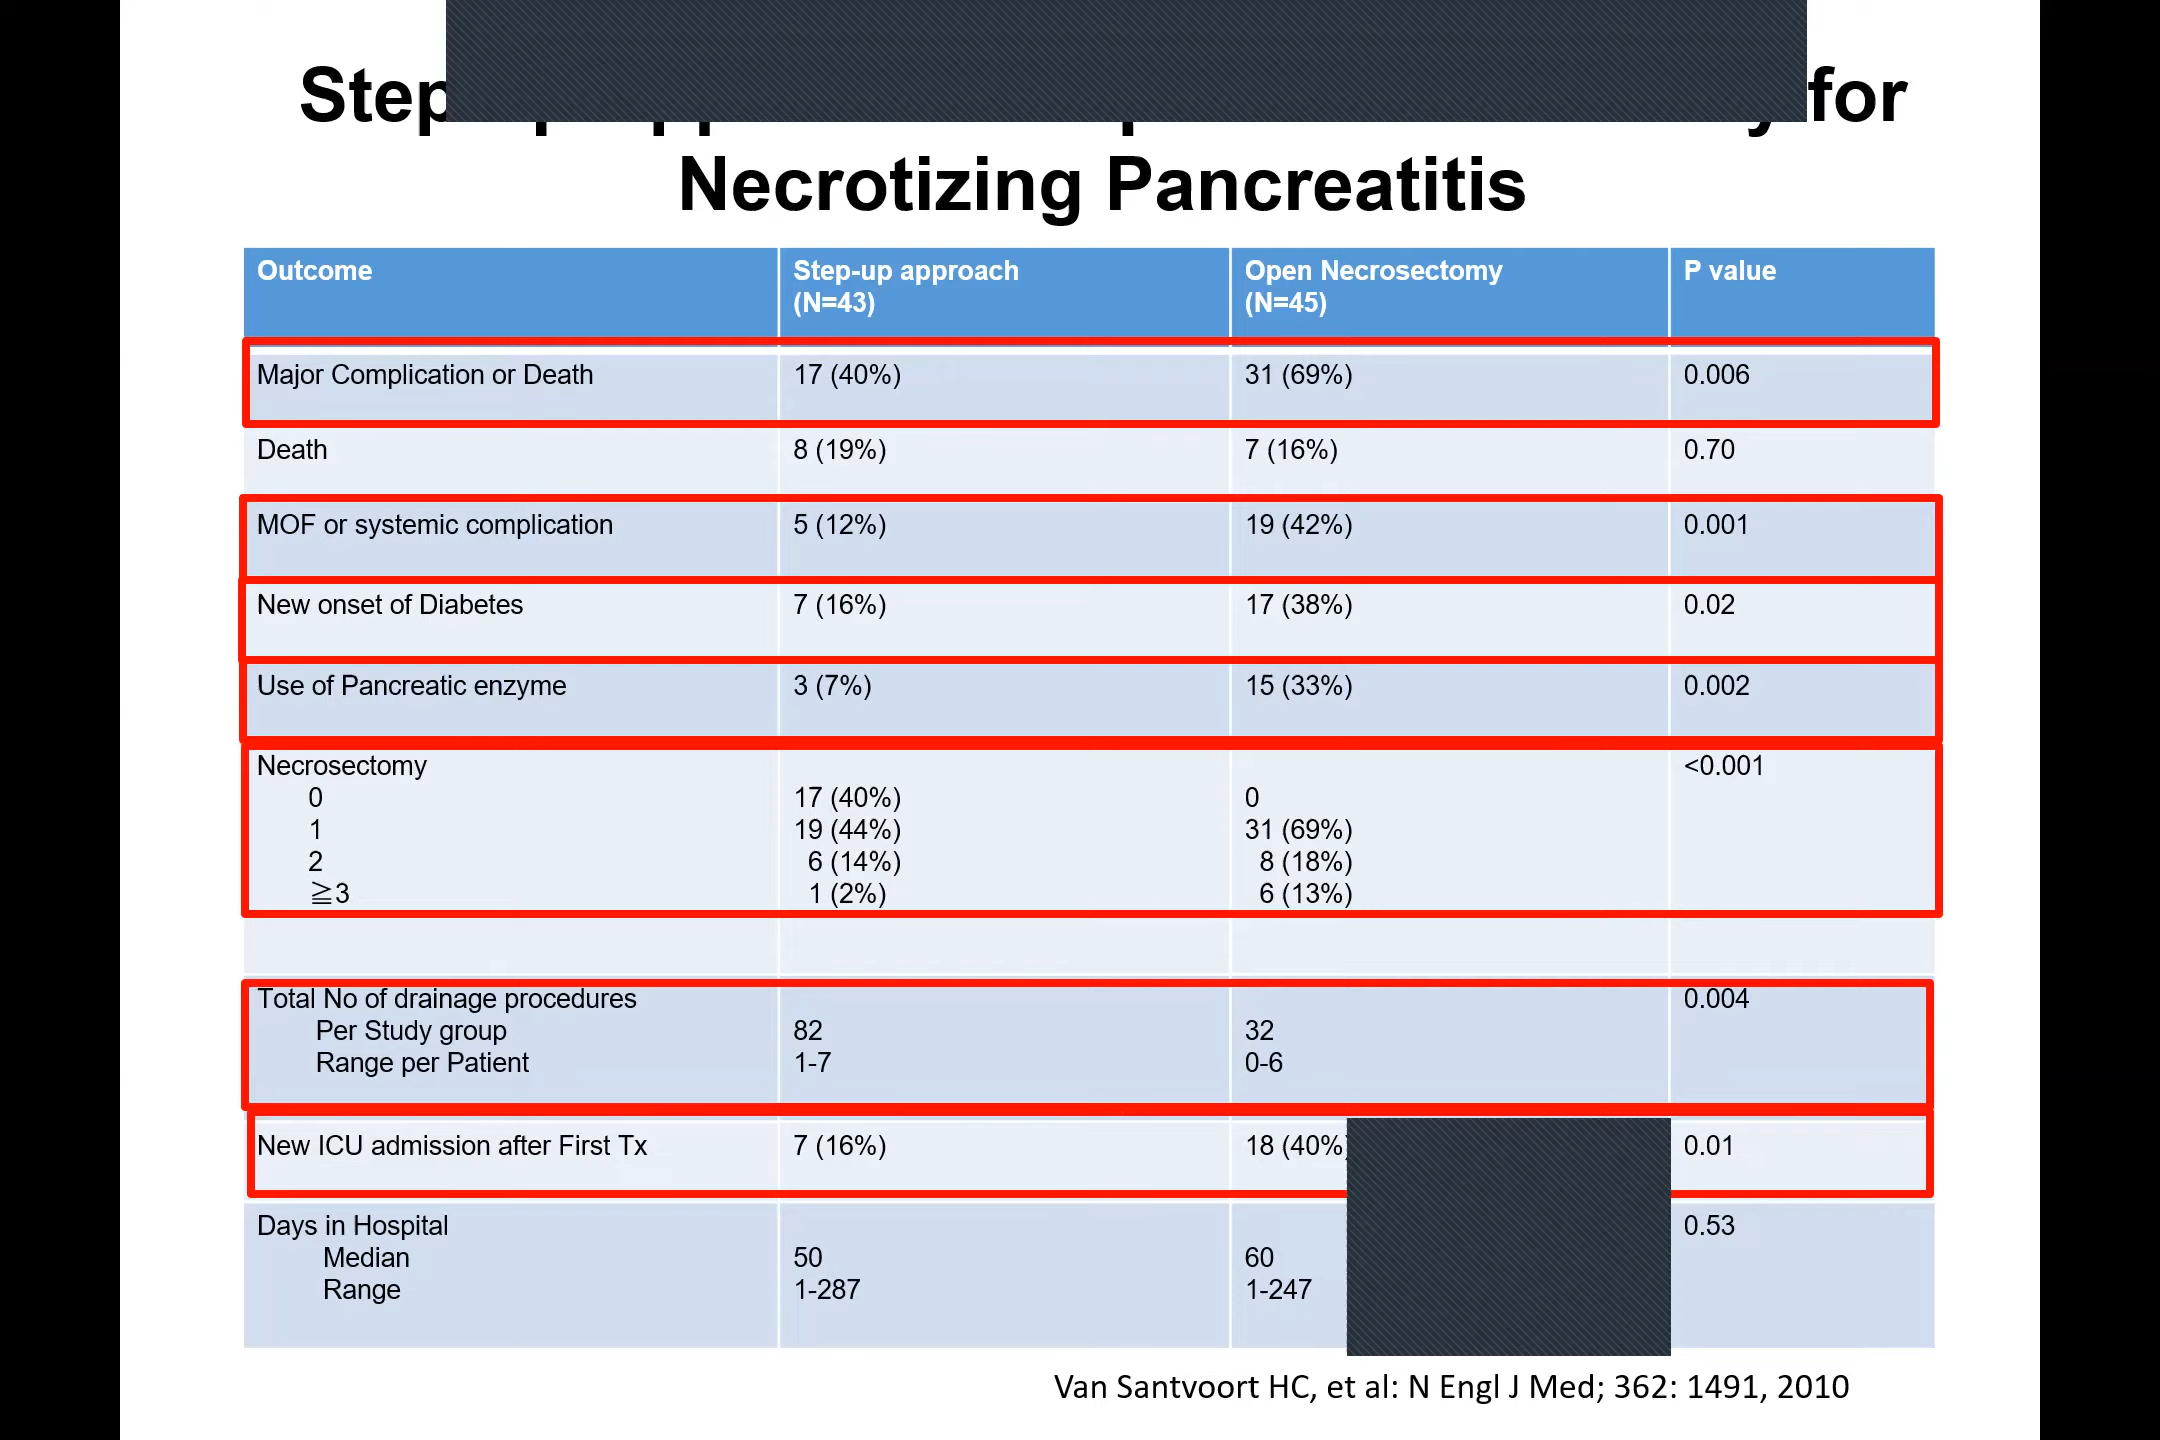 for
Necrotizing Pancreatitis
Outcome
Step-up approach
(N=43)
Open Necrosectomy
(N=45)
P value
Major Complication or Death 17 (40%) 31 (69%) 0.006
Death 8 (19%) 7 (16%) 0.70
MOF or systemic complication 5 (12%) 19 (42%) 0.001
New onset of Diabetes 7 (16%) 17 (38%) 0.02
Use of Pancreatic enzyme 3 (7%) 15 (33%) 0.002
Necrosectomy <0.001
0 17 (40%) 0
1 19 (44%) 31 (69%)
2 6 (14%) 8 (18%)
≧3 1 (2%) 6 (13%)
Total No of drainage procedures 0.004
Per Study group 82 32
Range per Patient 1-7 0-6
New ICU admission after First Tx 7 (16%) 18 (40%) 0.01
Days in Hospital 0.53
Median 50 60
Range 1-287 1-247
Van Santvoort HC, et al: N Engl J Med; 362: 1491, 2010